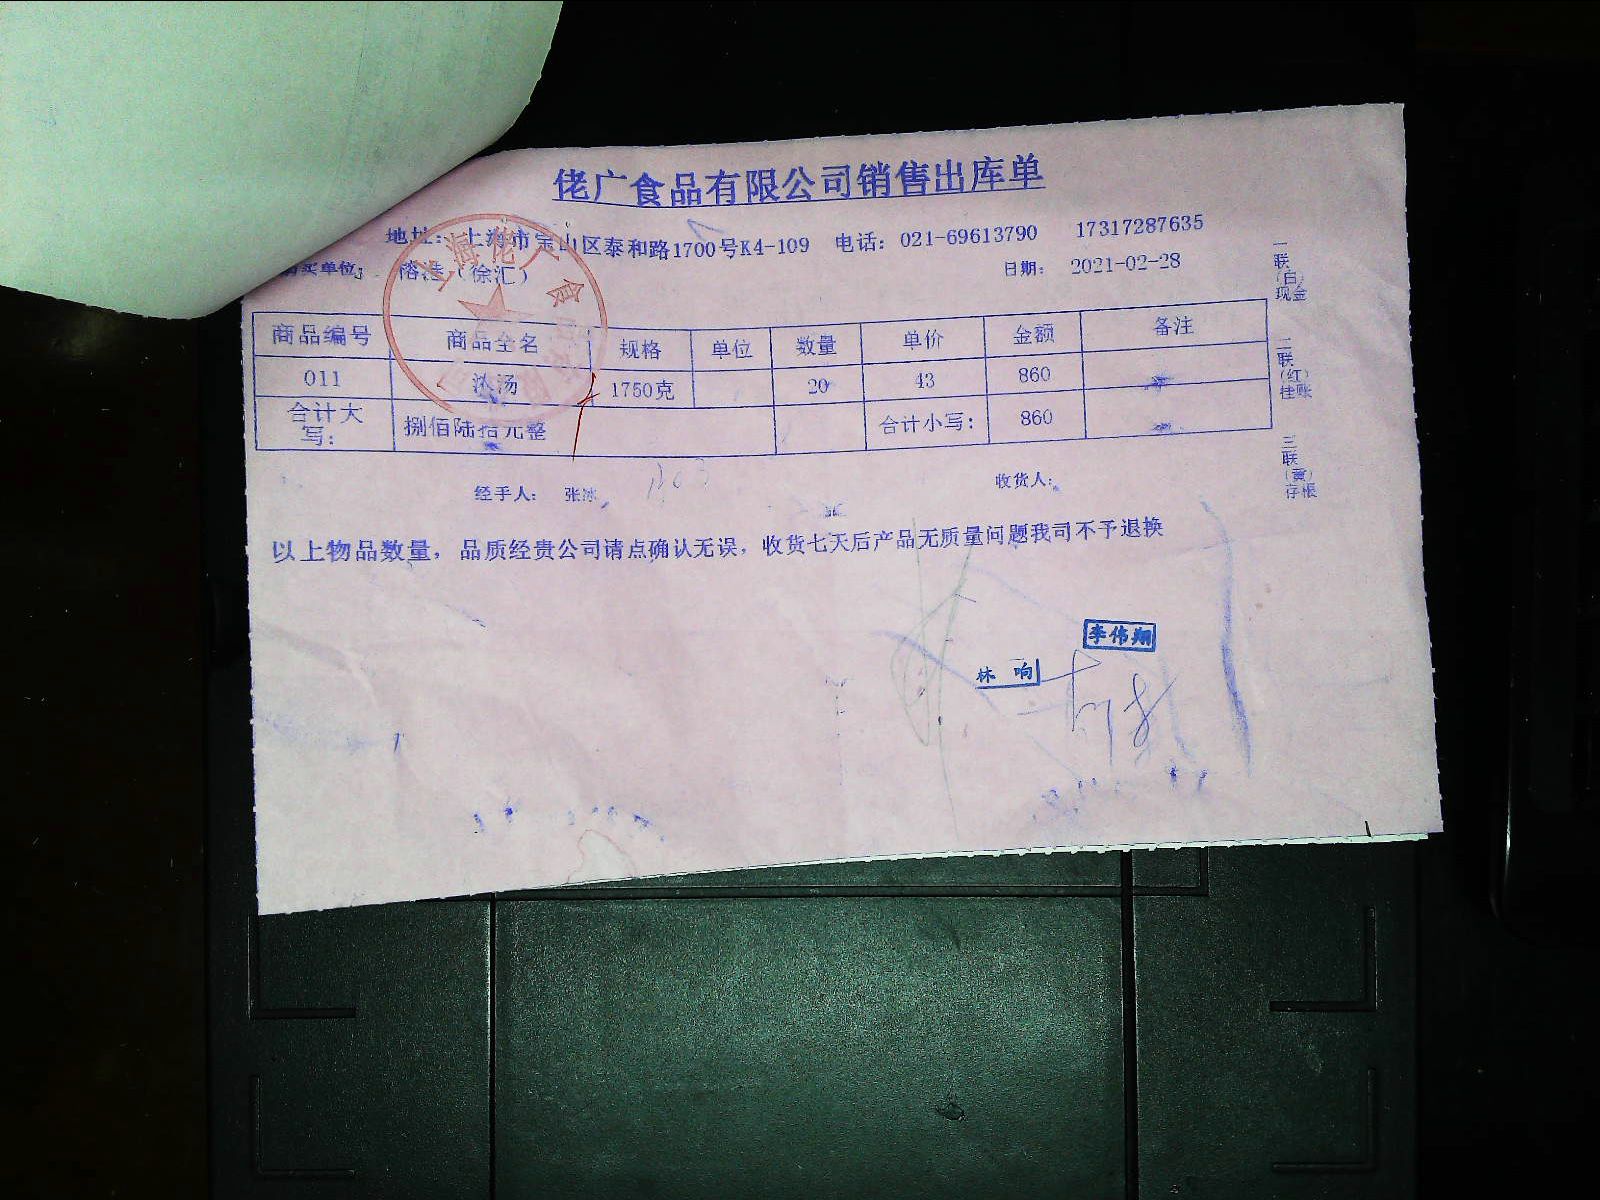 佬广食品有限公司销售出库单
地址: 上海市宝山区泰和路1700号K4-109 电话: 021-69613790 17317287635
购买单位: (徐汇) 日期: 2021-02-28
商品编号 商品全名 规格 单位 数量 单价 金额 备注
011 浓汤 1750克 20 43 860
合计大写: 捌佰陆拾元整 合计小写: 860
经手人: 张冰 收货人:
以上物品数量, 品质经贵公司请点确认无误, 收货七天后产品无质量问题我司不予退换
李伟翔
林响
一联(白)现金
二联(红)挂账
三联(黄)存根